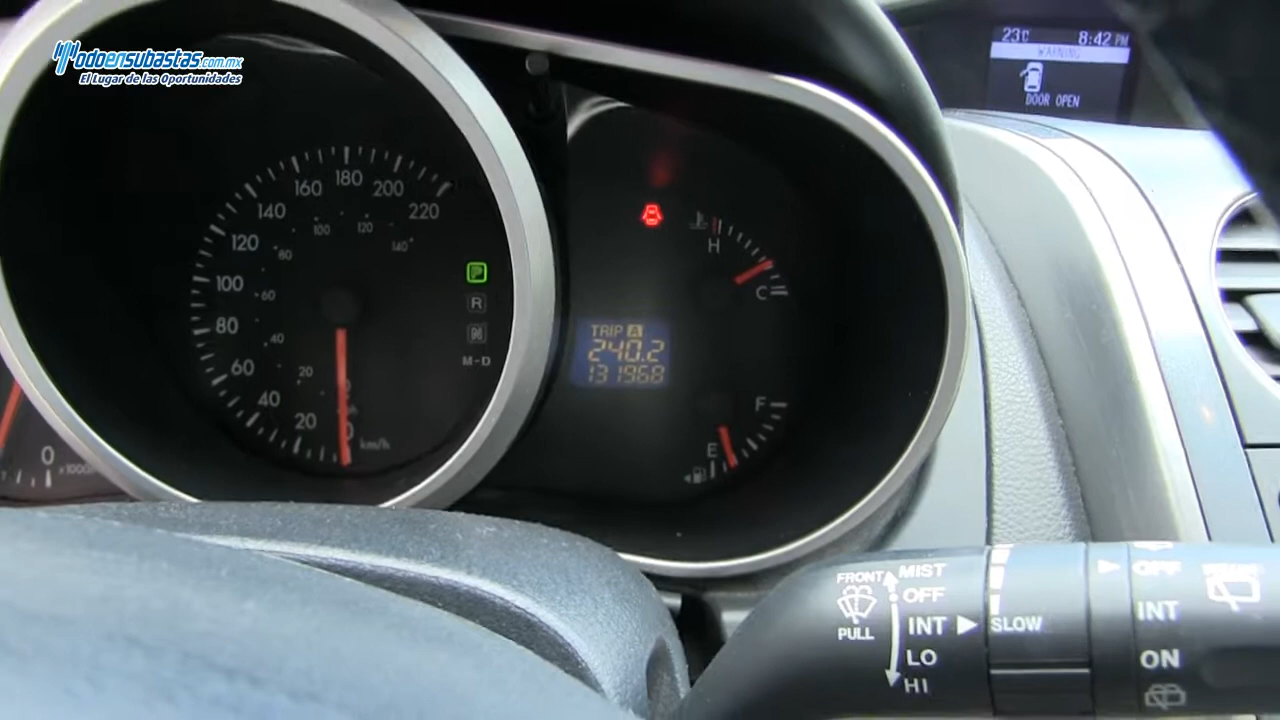 Todoensubastas.com.mx
El Lugar de las Oportunidades
23°C 8:42 PM
WARNING
DOOR OPEN
20
40
60
80
100
120
140
160
180
200
220
20
40
60
80
100
120
140
km/h
P
R
N
M-D
TRIP A
240.2
131968
H
C
F
E
0
1
x1000
FRONT
PULL
MIST
OFF
INT
LO
HI
SLOW
OFF
INT
ON